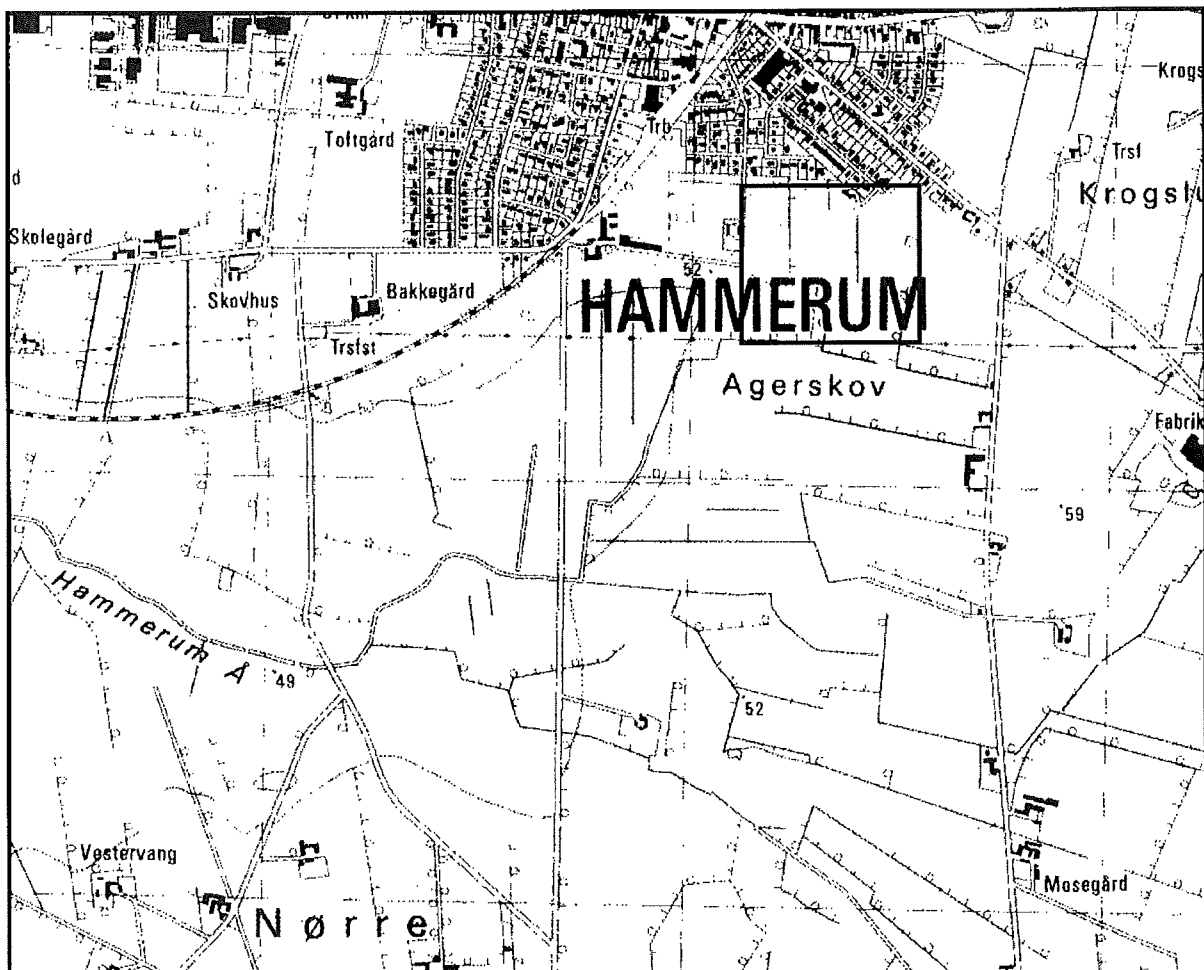 Krogs
Trb
Toftgård
Trsf
d
Krogslu
Skolegård
52
Skovhus
Bakkegård
HAMMERUM
Trsfst
Agerskov
Fabrik
59
Hammerum Å
49
52
Vestervang
Mosegård
Nørre